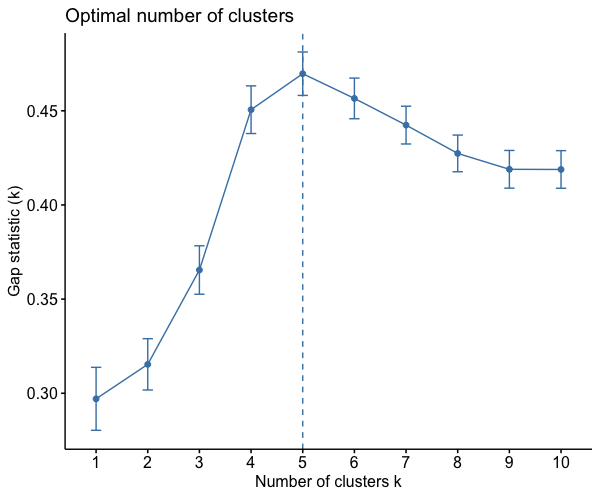 Optimal number of clusters
Gap statistic (k)
0.45
0.40
0.35
0.30
1 2 3 4 5 6 7 8 9 10
Number of clusters k